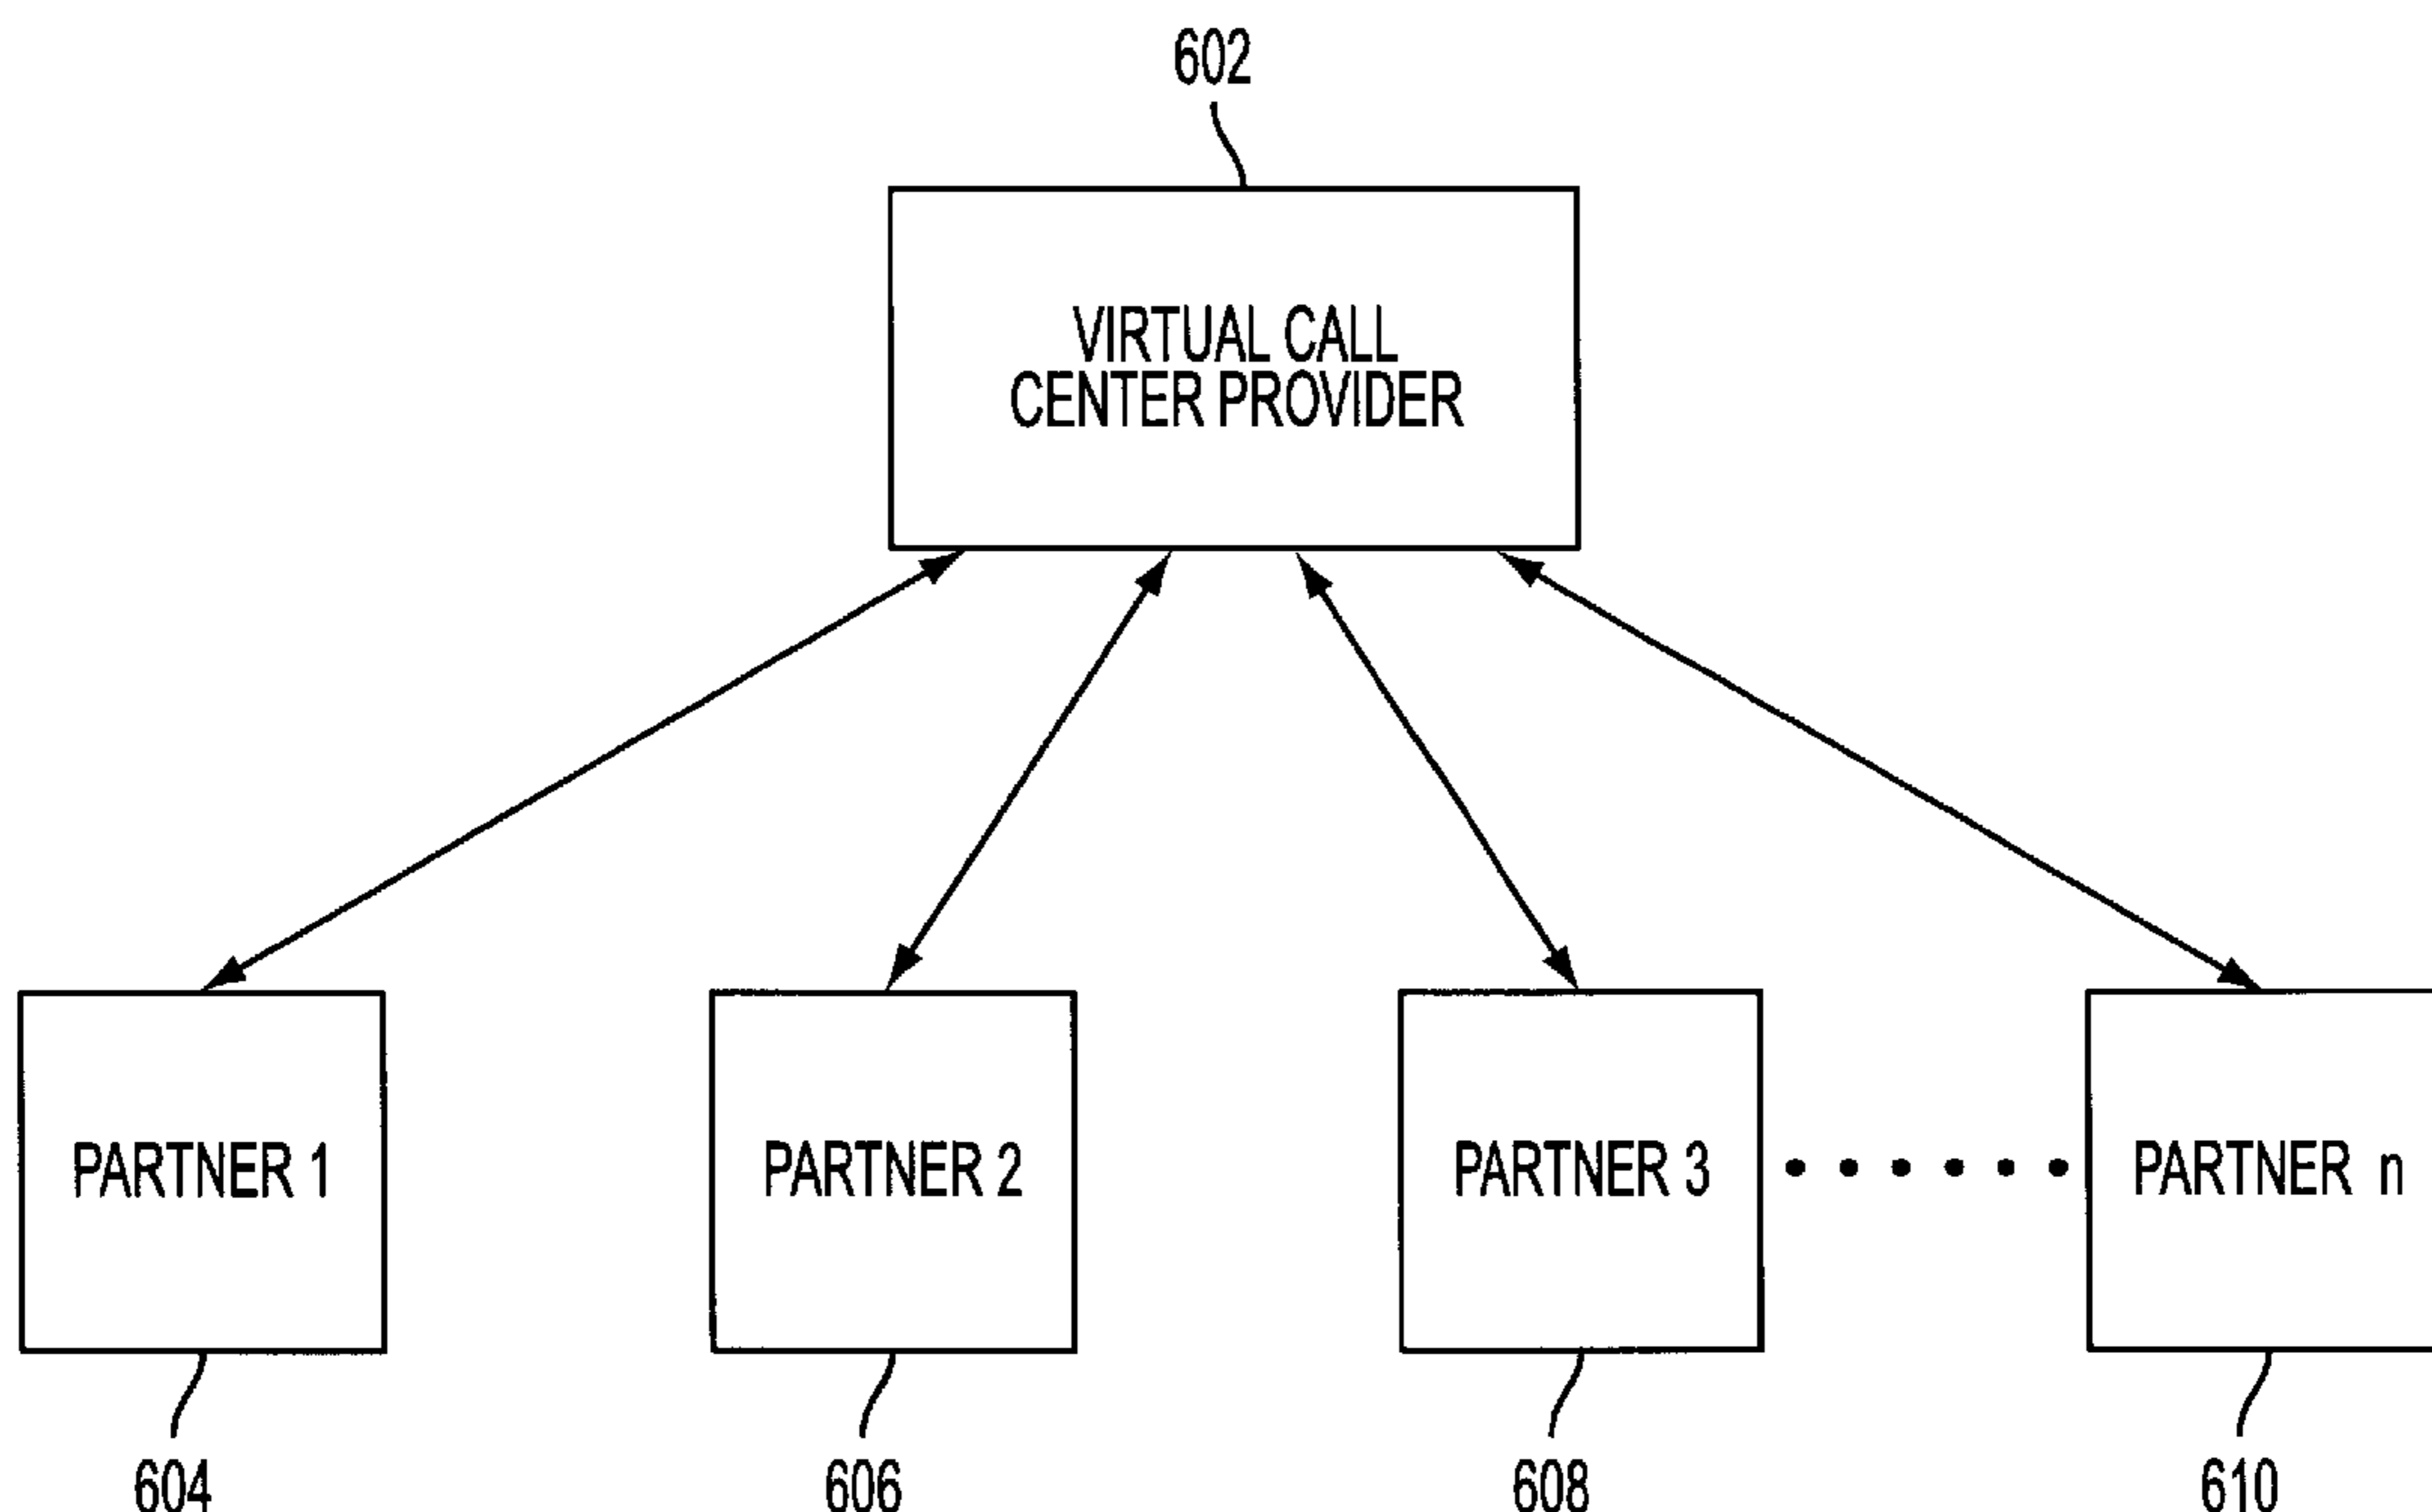 602
VIRTUAL CALL
CENTER PROVIDER
PARTNER 1
PARTNER 2
PARTNER 3
PARTNER n
604
606
608
610